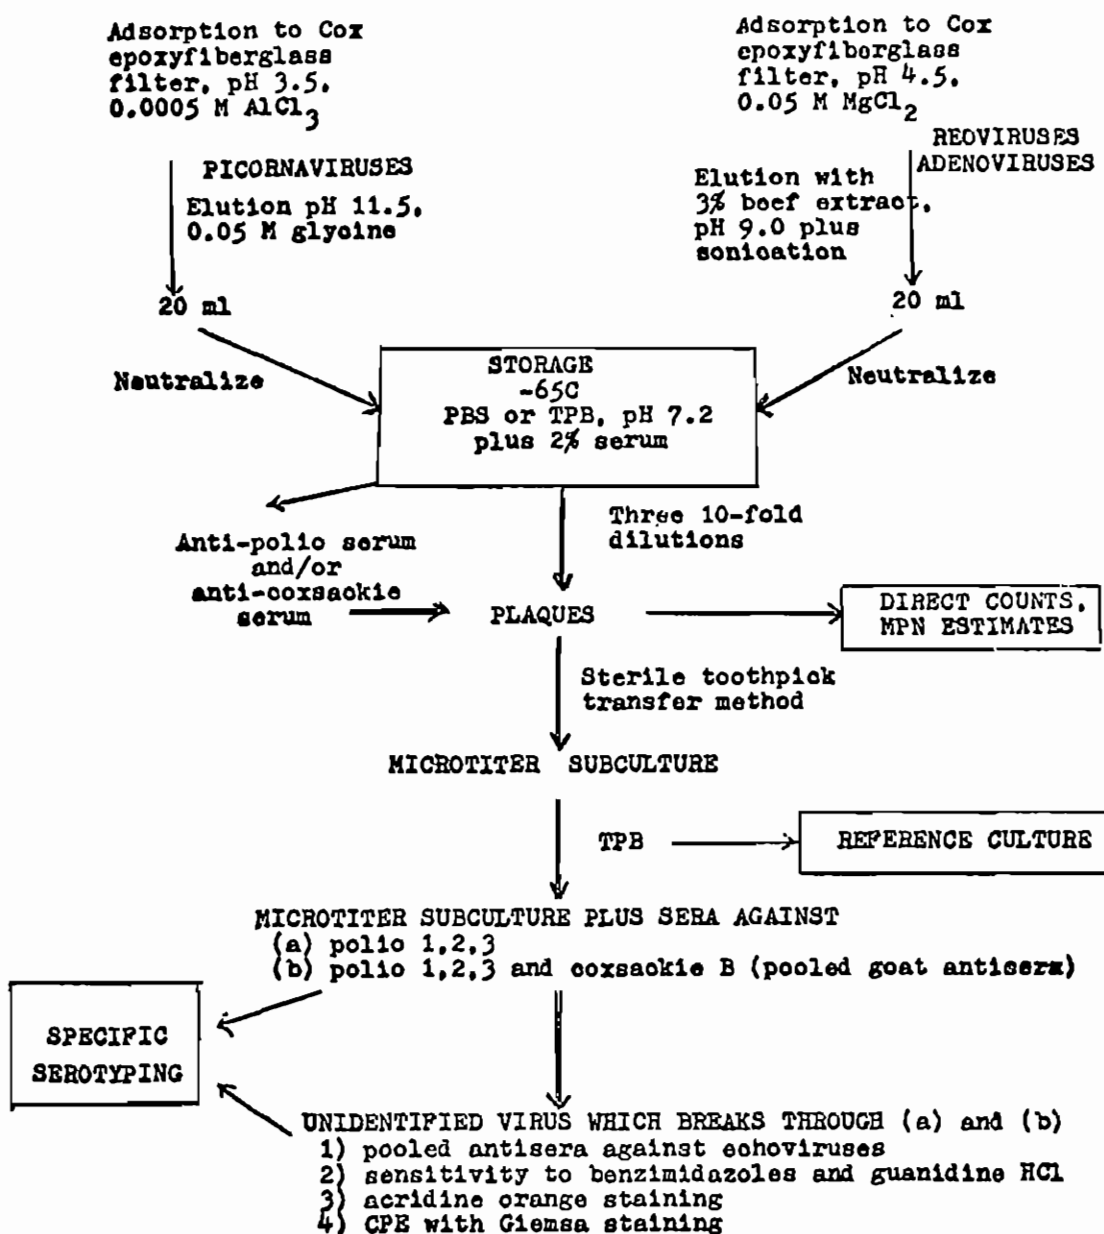 Adsorption to Cox
epoxyfiberglass
filter, pH 3.5,
0.0005 M AlCl3
Adsorption to Cox
epoxyfiborglass
filter, pH 4.5,
0.05 M MgCl2
PICORNAVIRUSES
Elution pH 11.5,
0.05 M glycine
REOVIRUSES
ADENOVIRUSES
Elution with
3% beef extract,
pH 9.0 plus
sonication
20 ml
20 ml
Neutralize
Neutralize
STORAGE
-65C
PBS or TPB, pH 7.2
plus 2% serum
Three 10-fold
dilutions
Anti-polio serum
and/or
anti-coxsackie
serum
PLAQUES
DIRECT COUNTS,
MPN ESTIMATES
Sterile toothpick
transfer method
MICROTITER SUBCULTURE
TPB
REFERENCE CULTURE
MICROTITER SUBCULTURE PLUS SERA AGAINST
(a) polio 1,2,3
(b) polio 1,2,3 and coxsackie B (pooled goat antisera)
SPECIFIC
SEROTYPING
UNIDENTIFIED VIRUS WHICH BREAKS THROUGH (a) and (b)
1) pooled antisera against echoviruses
2) sensitivity to benzimidazoles and guanidine HCl
3) acridine orange staining
4) CPE with Giemsa staining